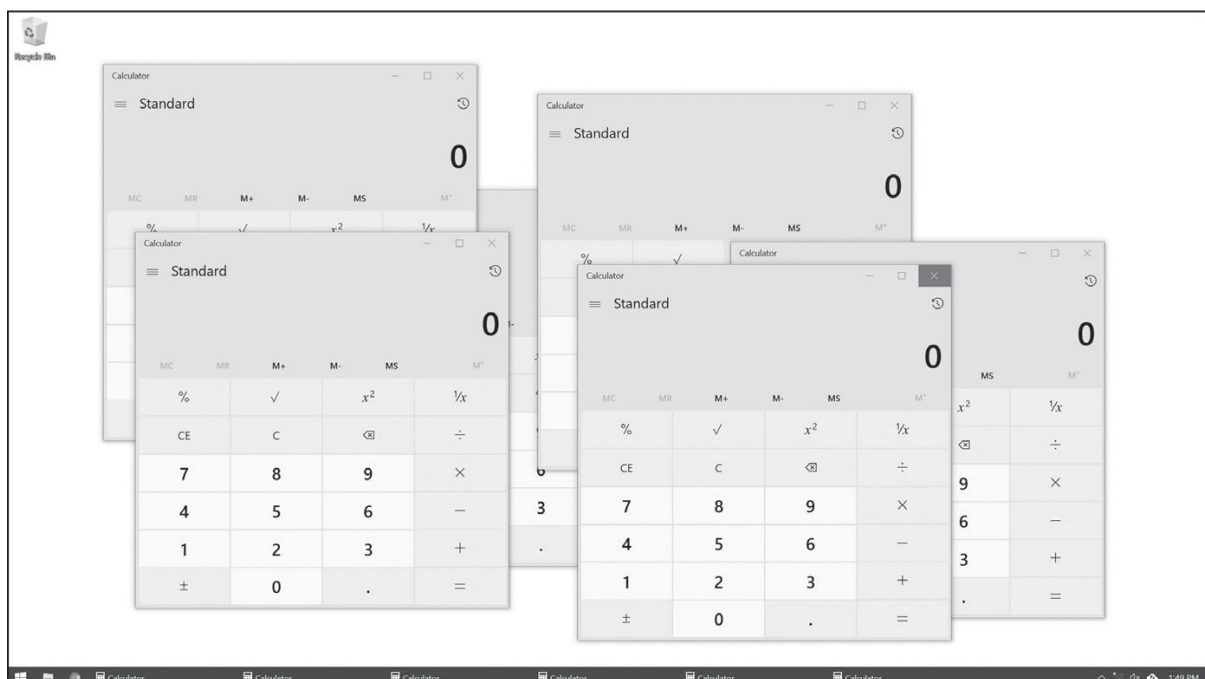 Recycle Bin
Calculator
Standard
0
MC MR M+ M- MS M˅
% √ x² ¹/x
Calculator
Standard
0
MC MR M+ M- MS M˅
% √ x² ¹/x
CE C ÷
7 8 9 ×
4 5 6 −
1 2 3 +
± 0 . =
3
.
Calculator
Standard
0
MC MR M+ M- MS M˅
% √
Calculator
Standard
0
MC MR M+ M- MS M˅
% √ x² ¹/x
CE C ÷
7 8 9 ×
4 5 6 −
1 2 3 +
± 0 . =
Calculator
0
MS M˅
x² ¹/x
÷
9 ×
6 −
3 +
. =
Calculator Calculator Calculator Calculator Calculator Calculator 1:49 PM